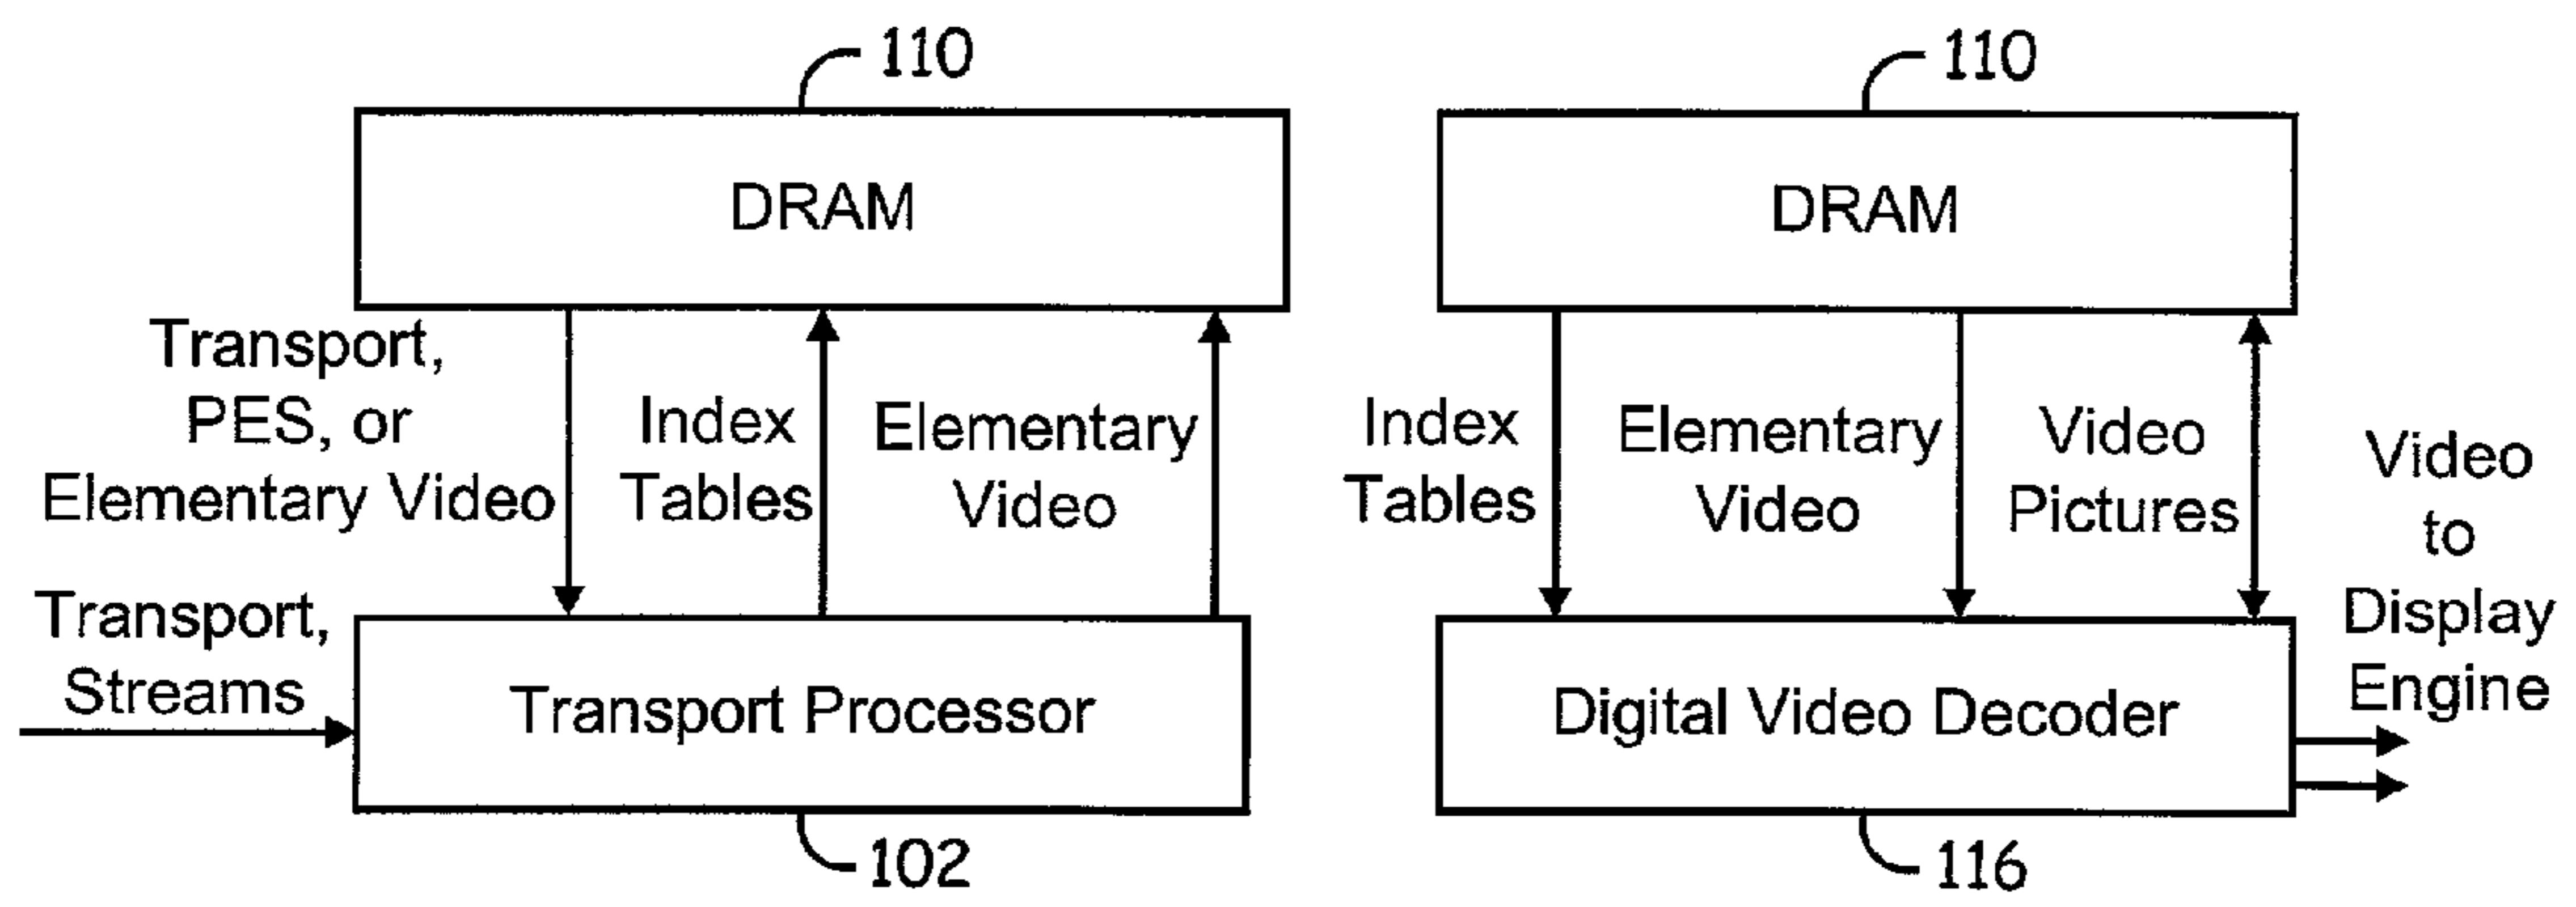 110
110
DRAM
DRAM
Transport,
PES, or
Elementary Video
Index
Tables
Elementary
Video
Index
Tables
Elementary
Video
Video
Pictures
Video
to
Display
Engine
Transport,
Streams
Transport Processor
Digital Video Decoder
102
116